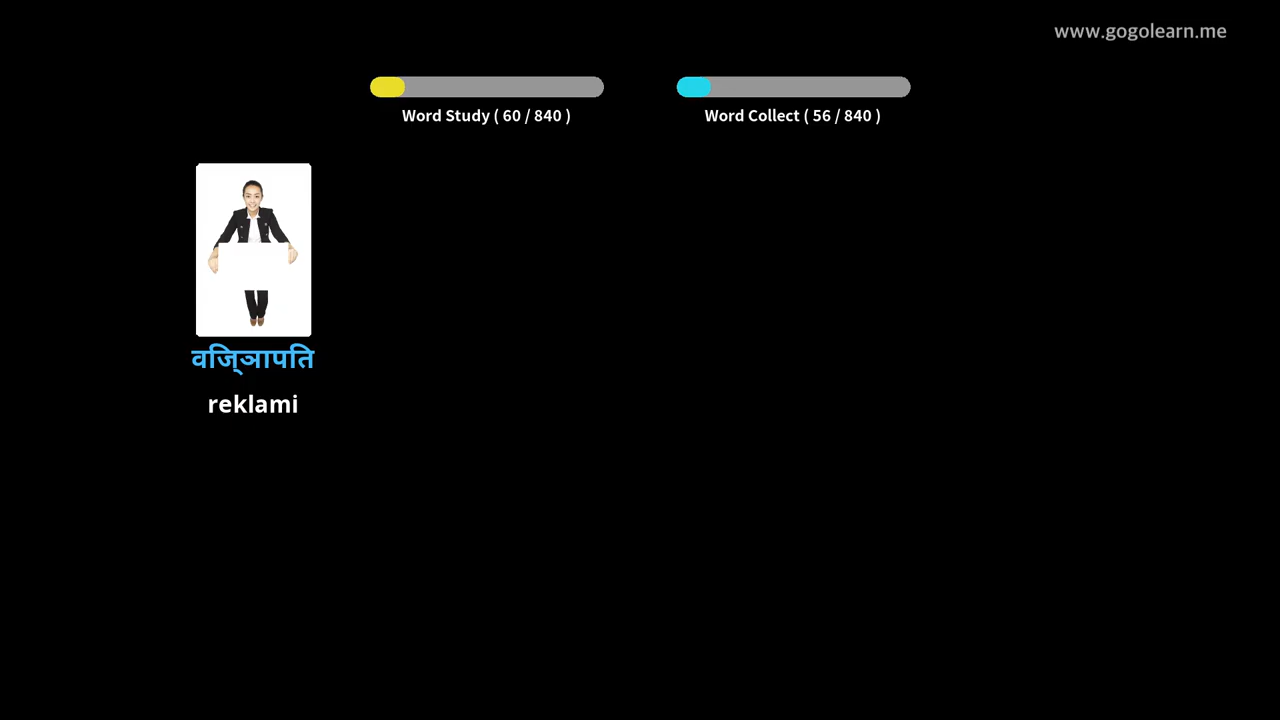 www.gogolearn.me
Word Study ( 60 / 840 )
Word Collect ( 56 / 840 )
वजि्ञापति
reklami